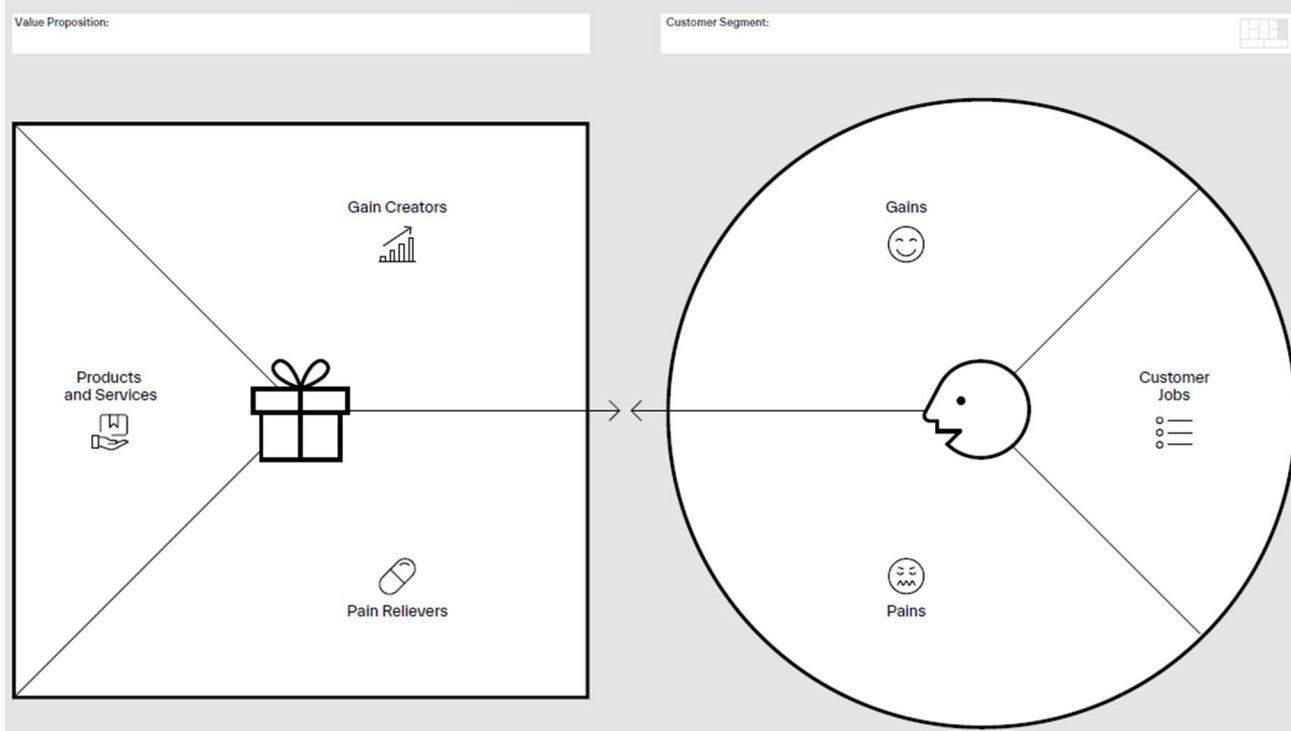 Value Proposition:
Customer Segment:
Gain Creators
Products
and Services
Pain Relievers
Gains
Customer
Jobs
Pains